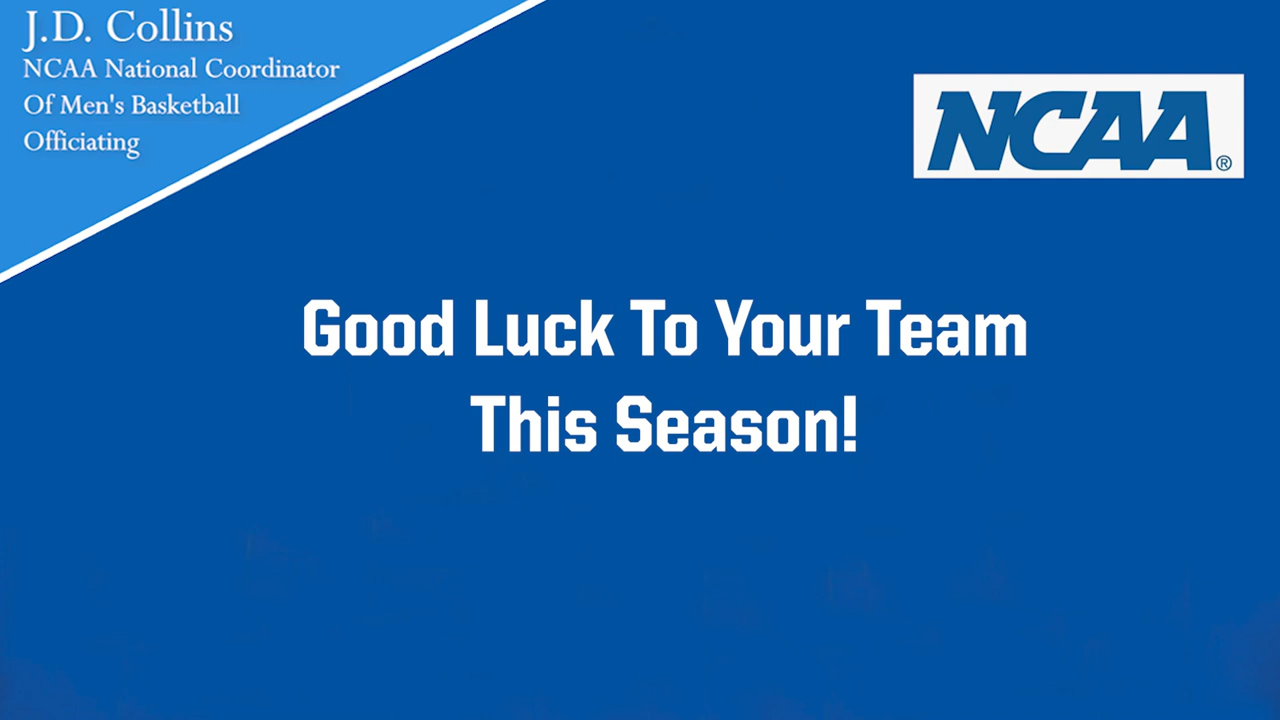 J.D. Collins
NCAA National Coordinator
Of Men's Basketball
Officiating
NCAA®
Good Luck To Your Team
This Season!